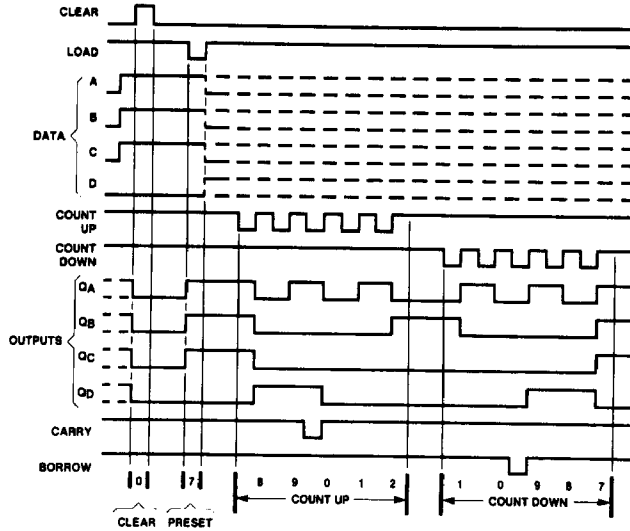 CLEAR
LOAD
A
B
DATA
C
D
COUNT
UP
COUNT
DOWN
QA
QB
OUTPUTS
QC
QD
CARRY
BORROW
0 7 8 9 0 1 2 1 0 9 8 7
COUNT UP COUNT DOWN
CLEAR PRESET